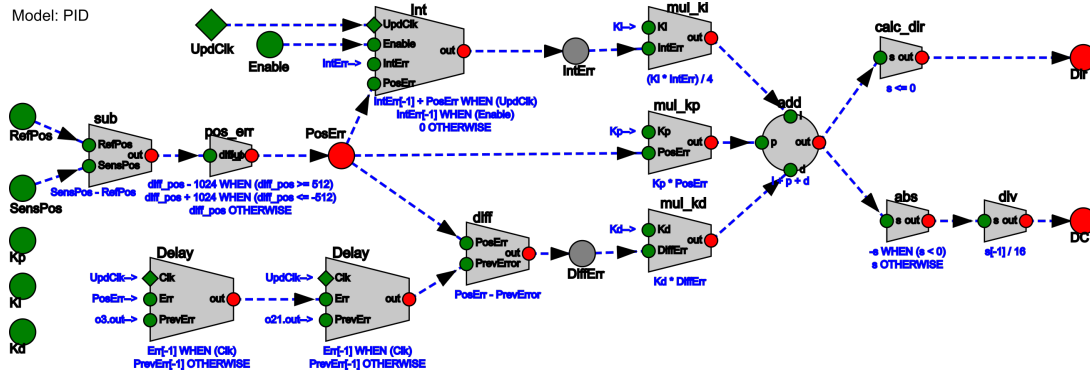 Model: PID
UpdClk
Enable
Int
UpdClk
Enable
IntErr
PosErr
out
IntErr->
IntErr[-1] + PosErr WHEN (UpdClk)
IntErr[-1] WHEN (Enable)
0 OTHERWISE
IntErr
mul_ki
Ki->
Ki
IntErr
out
(Ki * IntErr) / 4
calc_dir
s out
s <= 0
Dir
RefPos
SensPos
sub
RefPos
SensPos
out
SensPos - RefPos
pos_err
diff_pos - 1024 WHEN (diff_pos >= 512)
diff_pos + 1024 WHEN (diff_pos <= -512)
diff_pos OTHERWISE
PosErr
mul_kp
Kp->
Kp
PosErr
out
Kp * PosErr
add
i
p
d
out
i + p + d
Kp
Ki
Kd
Delay
UpdClk->
PosErr->
o3.out->
Clk
Err
PrevErr
out
Err[-1] WHEN (Clk)
PrevErr[-1] OTHERWISE
Delay
UpdClk->
o21.out->
Clk
Err
PrevErr
out
Err[-1] WHEN (Clk)
PrevErr[-1] OTHERWISE
diff
PosErr
PrevError
out
PosErr - PrevError
DiffErr
mul_kd
Kd->
Kd
DiffErr
out
Kd * DiffErr
abs
s out
-s WHEN (s < 0)
s OTHERWISE
div
s out
s[-1] / 16
DC